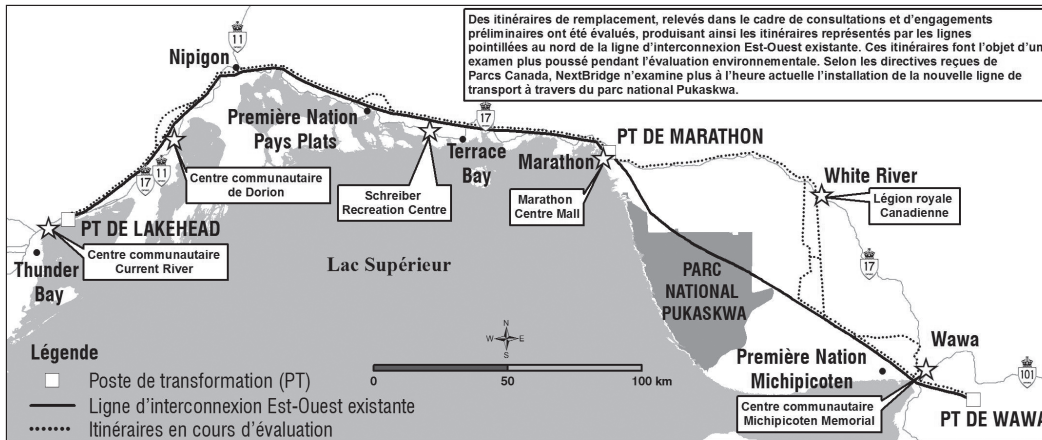 Des itinéraires de remplacement, relevés dans le cadre de consultations et d'engagements
préliminaires ont été évalués, produisant ainsi les itinéraires représentés par les lignes
pointillées au nord de la ligne d'interconnexion Est-Ouest existante. Ces itinéraires font l'objet d'un
examen plus poussé pendant l'évaluation environnementale. Selon les directives reçues de
Parcs Canada, NextBridge n'examine plus à l'heure actuelle l'installation de la nouvelle ligne de
transport à travers du parc national Pukaskwa.
11
Nipigon
Première Nation
Pays Plats
17
Terrace
Bay
PT DE MARATHON
Marathon
Marathon
Centre Mall
White River
Légion royale
Canadienne
17
11
17
Centre communautaire
de Dorion
Schreiber
Recreation Centre
PT DE LAKEHEAD
Centre communautaire
Current River
Thunder
Bay
Lac Supérieur
PARC
NATIONAL
PUKASKWA
N
W
E
S
0
50
100 km
Première Nation
Michipicoten
Wawa
101
Centre communautaire
Michipicoten Memorial
PT DE WAWA
Légende
Poste de transformation (PT)
Ligne d'interconnexion Est-Ouest existante
Itinéraires en cours d'évaluation